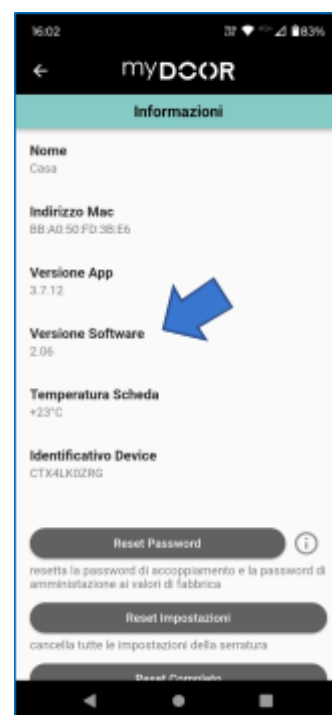 16:02
83%
myDOOR
Informazioni
Nome
Casa
Indirizzo Mac
BB:A0:50:FD:3B:E6
Versione App
3.7.12
Versione Software
2.06
Temperatura Scheda
+23°C
Identificativo Device
CTX4LK0ZRG
Reset Password
resetta la password di accoppiamento e la password di
amministazione ai valori di fabbrica
Reset Impostazioni
cancella tutte le impostazioni della serratura
Reset Completo